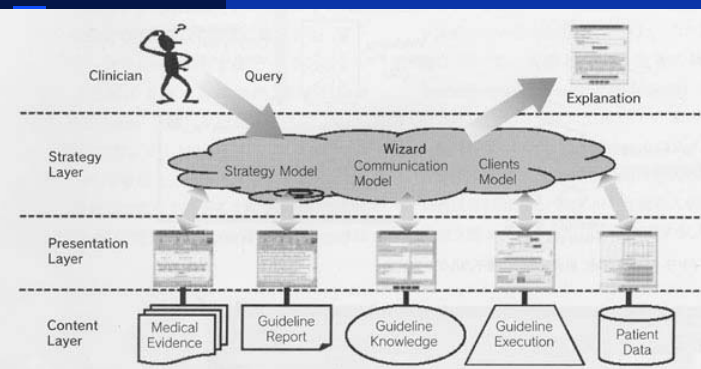 ?
Clinician
Query
Explanation
Strategy
Layer
Wizard
Strategy Model
Communication
Model
Clients
Model
Presentation
Layer
Content
Layer
Medical
Evidence
Guideline
Report
Guideline
Knowledge
Guideline
Execution
Patient
Data